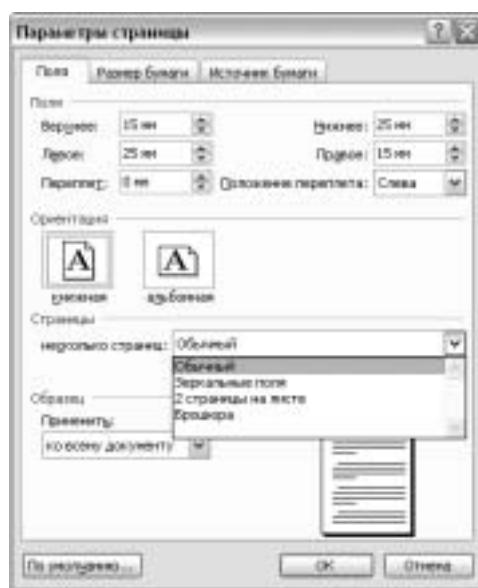 Параметры страницы
Поля Размер бумаги Источник бумаги
Поля
Верхнее: 15 мм Нижнее: 25 мм
Левое: 25 мм Правое: 15 мм
Переплет: 0 мм Положение переплета: Слева
Ориентация
A A
книжная альбомная
Страницы
несколько страниц: Обычный
Обычный
Зеркальные поля
2 страницы на листе
Брошюра
Образец
Применить:
ко всему документу
По умолчанию... OK Отмена